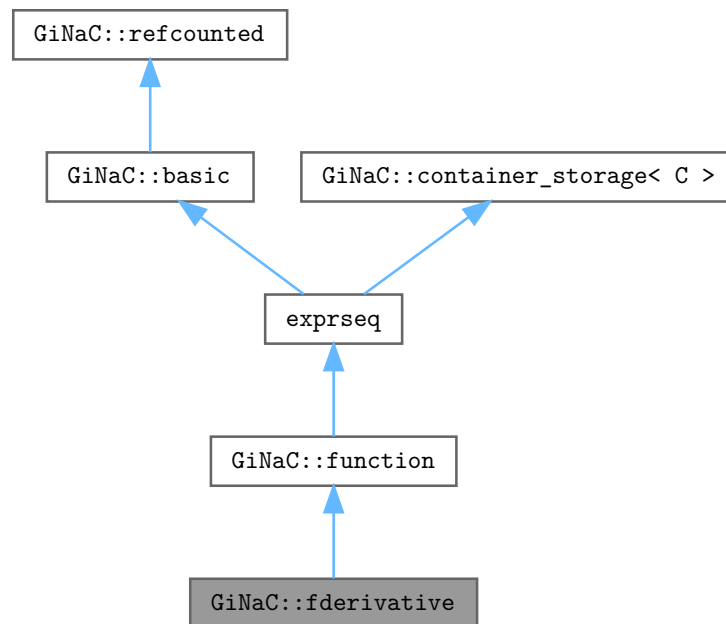 GiNaC::refcounted
GiNaC::basic
GiNaC::container_storage< C >
exprseq
GiNaC::function
GiNaC::fderivative